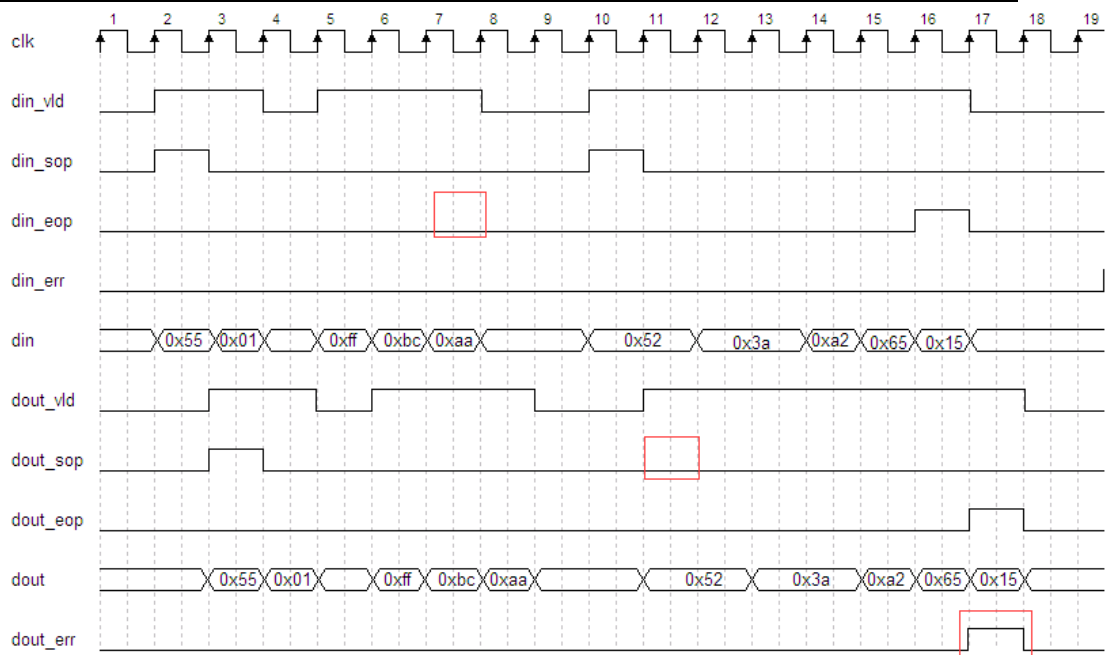 1 2 3 4 5 6 7 8 9 10 11 12 13 14 15 16 17 18 19
clk
din_vld
din_sop
din_eop
din_err
din 0x55 0x01 0xff 0xbc 0xaa 0x52 0x3a 0xa2 0x65 0x15
dout_vld
dout_sop
dout_eop
dout 0x55 0x01 0xff 0xbc 0xaa 0x52 0x3a 0xa2 0x65 0x15
dout_err